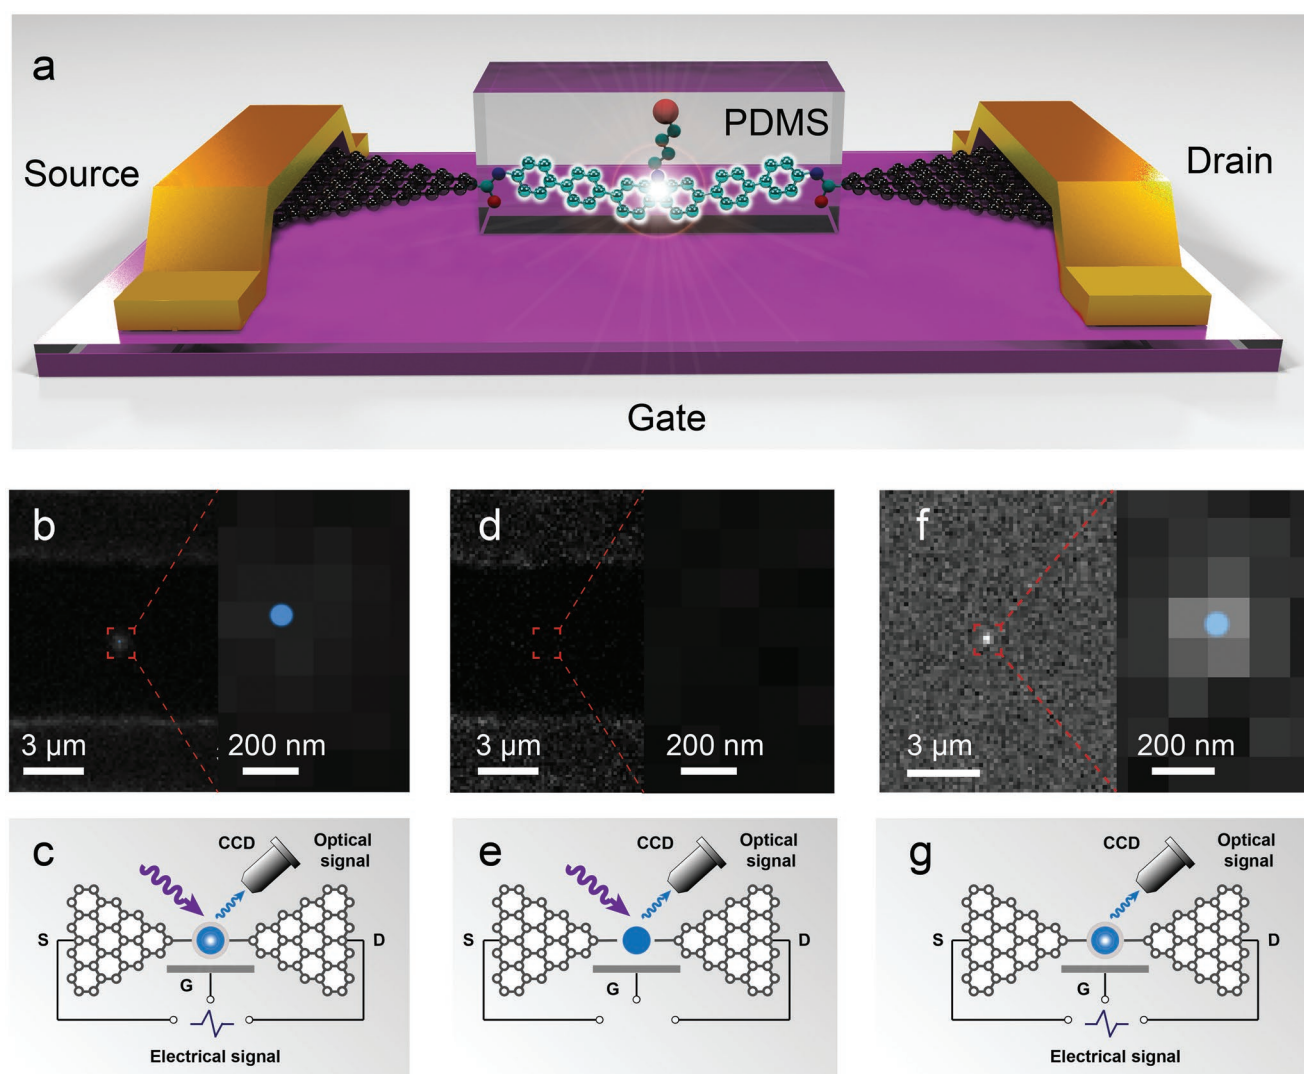 a
Source
PDMS
Drain
Gate
b
3 µm
200 nm
d
3 µm
200 nm
f
3 µm
200 nm
c
CCD
Optical
signal
S
D
G
Electrical signal
e
CCD
Optical
signal
S
D
G
g
CCD
Optical
signal
S
D
G
Electrical signal